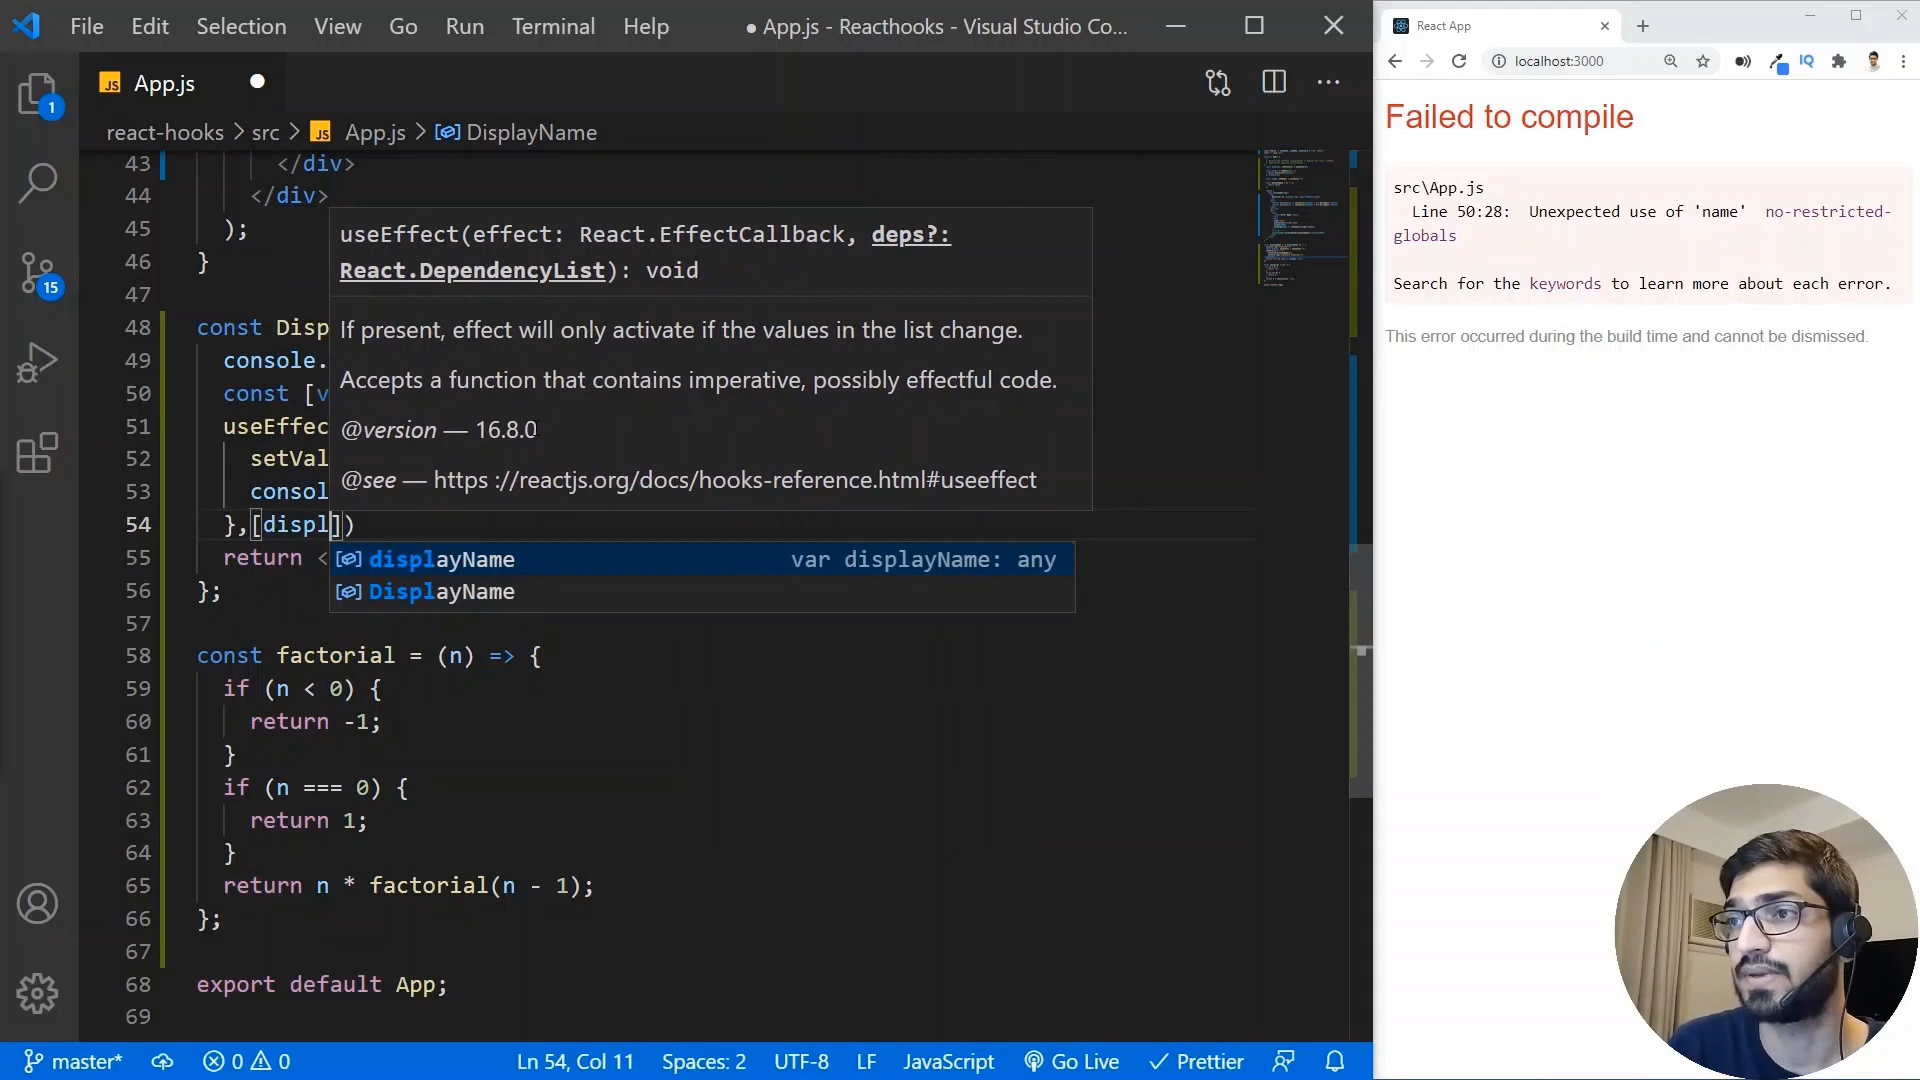 File Edit Selection View Go Run Terminal Help
● App.js - Reacthooks - Visual Studio Co...
JS App.js
react-hooks > src > JS App.js > DisplayName
1
15
43 </div>
44 </div>
45 );
46 }
47
48 const Disp
49 console.
50 const [v
51 useEffec
52 setVal
53 consol
54 },[displ])
55 return <
56 };
57
58 const factorial = (n) => {
59 if (n < 0) {
60 return -1;
61 }
62 if (n === 0) {
63 return 1;
64 }
65 return n * factorial(n - 1);
66 };
67
68 export default App;
69
useEffect(effect: React.EffectCallback, deps?:
React.DependencyList): void
If present, effect will only activate if the values in the list change.
Accepts a function that contains imperative, possibly effectful code.
@version — 16.8.0
@see — https ://reactjs.org/docs/hooks-reference.html#useeffect
displayName var displayName: any
DisplayName
master* 0 0 Ln 54, Col 11 Spaces: 2 UTF-8 LF JavaScript Go Live Prettier
React App
localhost:3000
IQ
Failed to compile
src\App.js
Line 50:28: Unexpected use of 'name' no-restricted-
globals
Search for the keywords to learn more about each error.
This error occurred during the build time and cannot be dismissed.